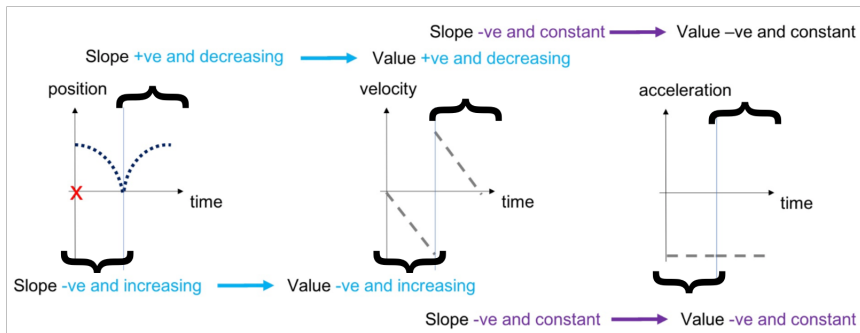 Slope -ve and constant Value –ve and constant
Slope +ve and decreasing Value +ve and decreasing
position velocity acceleration
X
time time time
Slope -ve and increasing Value -ve and increasing
Slope -ve and constant Value -ve and constant